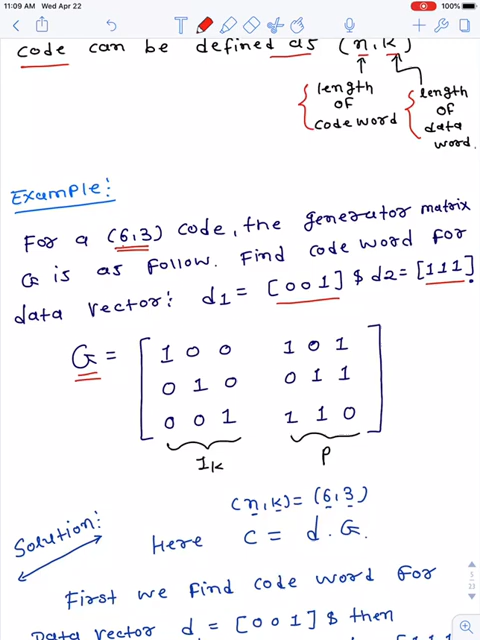 11:09 AM Wed Apr 22
100%
code can be defined as (n,k)
length of codeword
length of data word.
Example:
For a (6,3) code, the generator matrix
G is as follow. Find code word for
data vector: d1 = [0 0 1] $ d2 = [1 1 1].
G = [ 1 0 0 1 0 1
0 1 0 0 1 1
0 0 1 1 1 0 ]
Ik P
(n,k) = (6,3)
Solution:
Here C = d.G.
First we find code word for
Data vector d = [0 0 1] $ then
5
23